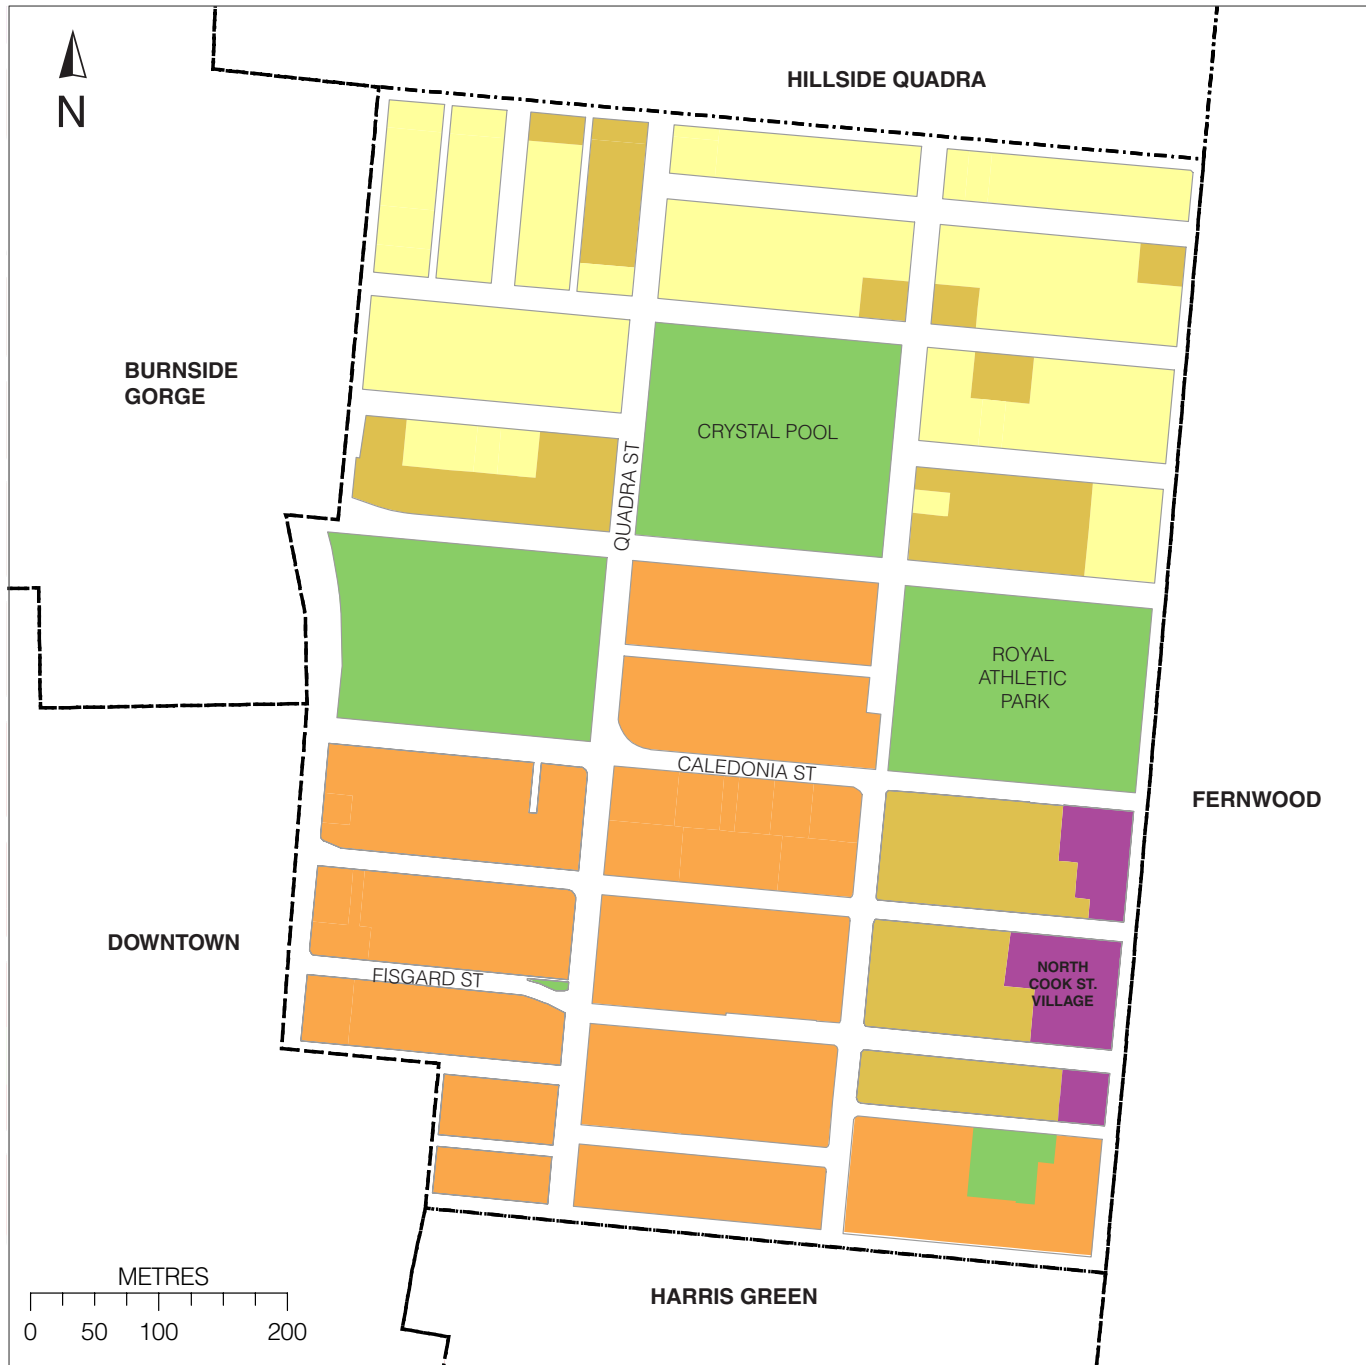 HILLSIDE QUADRA
N
BURNSIDE
GORGE
CRYSTAL POOL
QUADRA ST
ROYAL
ATHLETIC
PARK
CALEDONIA ST
FERNWOOD
DOWNTOWN
FISGARD ST
NORTH
COOK ST.
VILLAGE
METRES
0 50 100 200
HARRIS GREEN